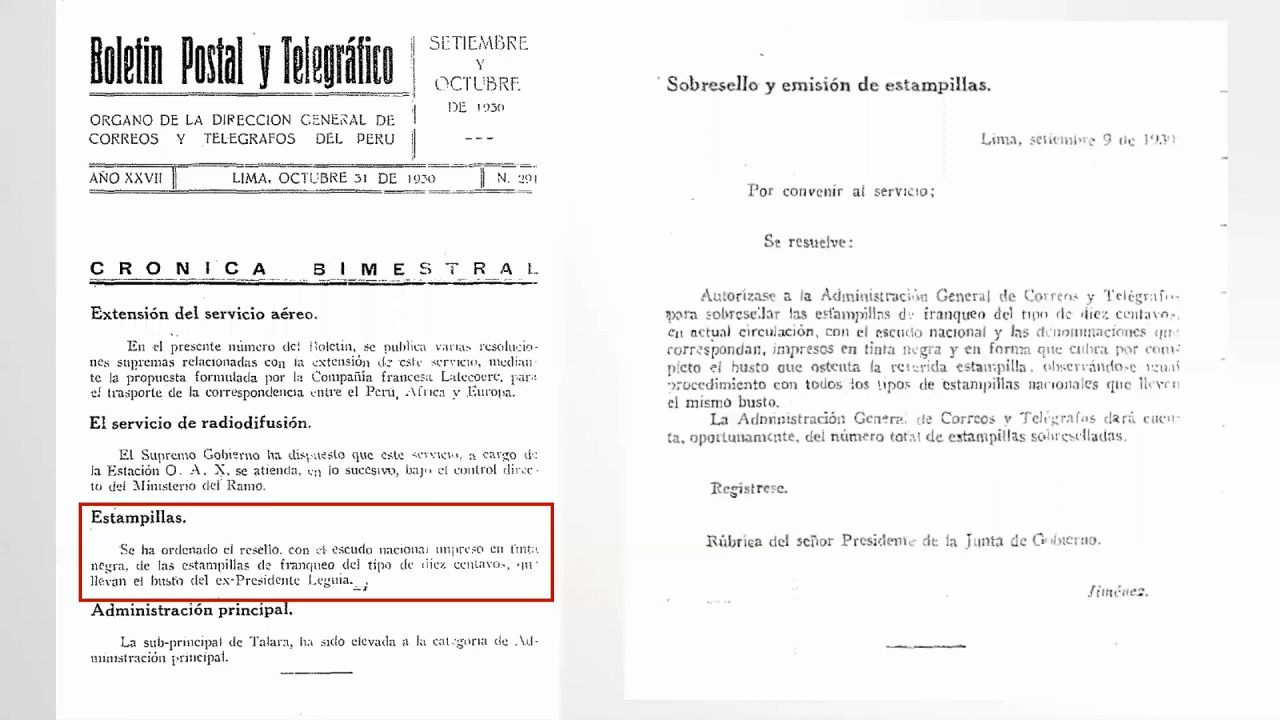 Boletin Postal y Telegráfico
SETIEMBRE
Y
OCTUBRE
DE 1930
ORGANO DE LA DIRECCION GENERAL DE
CORREOS Y TELEGRAFOS DEL PERU
AÑO XXVII
LIMA, OCTUBRE 31 DE 1930
N. 291
CRONICA BIMESTRAL
Extensión del servicio aéreo.
En el presente número del Boletin, se publica varias resolucio-
nes supremas relacionadas con la extensión de este servicio, median-
te la propuesta formulada por la Compañía francesa Latecoere, para
el trasporte de la correspondencia entre el Perú, Africa y Europa.
El servicio de radiodifusión.
El Supremo Gobierno ha dispuesto que este servicio, a cargo de
la Estación O. A. X, se atienda, en lo sucesivo, bajo el control direc-
to del Ministerio del Ramo.
Estampillas.
Se ha ordenado el resello, con el escudo nacional impreso en tinta
negra, de las estampillas de franqueo del tipo de diez centavos, que
llevan el busto del ex-Presidente Leguia.
Administración principal.
La sub-principal de Talara, ha sido elevada a la categoria de Ad-
ministración principal.
Sobresello y emisión de estampillas.
Lima, setiembre 9 de 1930
Por convenir al servicio;
Se resuelve:
Autorízase a la Administración General de Correos y Telégrafos
para sobresellar las estampillas de franqueo del tipo de diez centavos,
en actual circulación, con el escudo nacional y las denominaciones que
correspondan, impresos en tinta negra y en forma que cubra por com-
pleto el busto que ostenta la referida estampilla, observándose igual
procedimiento con todos los tipos de estampillas nacionales que lleven
el mismo busto.
La Administración General de Correos y Telégrafos dará cuen-
ta, oportunamente, del número total de estampillas sobreselladas.
Registrese.
Rúbrica del señor Presidente de la Junta de Gobierno.
Jiménez.